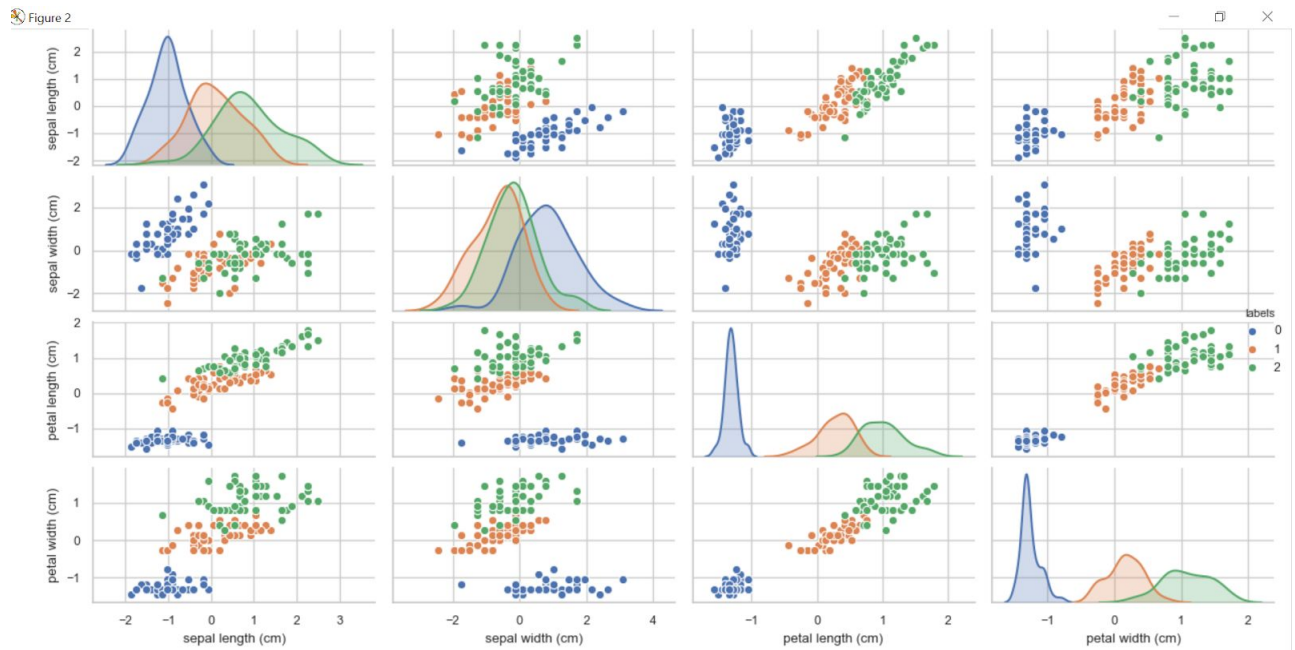 Figure 2
sepal length (cm)
2
1
0
−1
−2
sepal width (cm)
2
0
−2
labels
0
1
2
petal length (cm)
2
1
0
−1
petal width (cm)
1
0
−1
−2 −1 0 1 2 3
−2 0 2 4
−1 0 1 2
−1 0 1 2
sepal length (cm)
sepal width (cm)
petal length (cm)
petal width (cm)